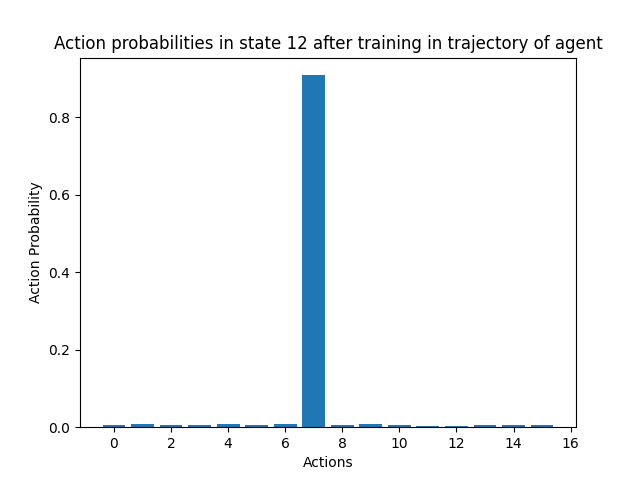 Action probabilities in state 12 after training in trajectory of agent
0.8
0.6
0.4
0.2
0.0
Action Probability
0 2 4 6 8 10 12 14 16
Actions